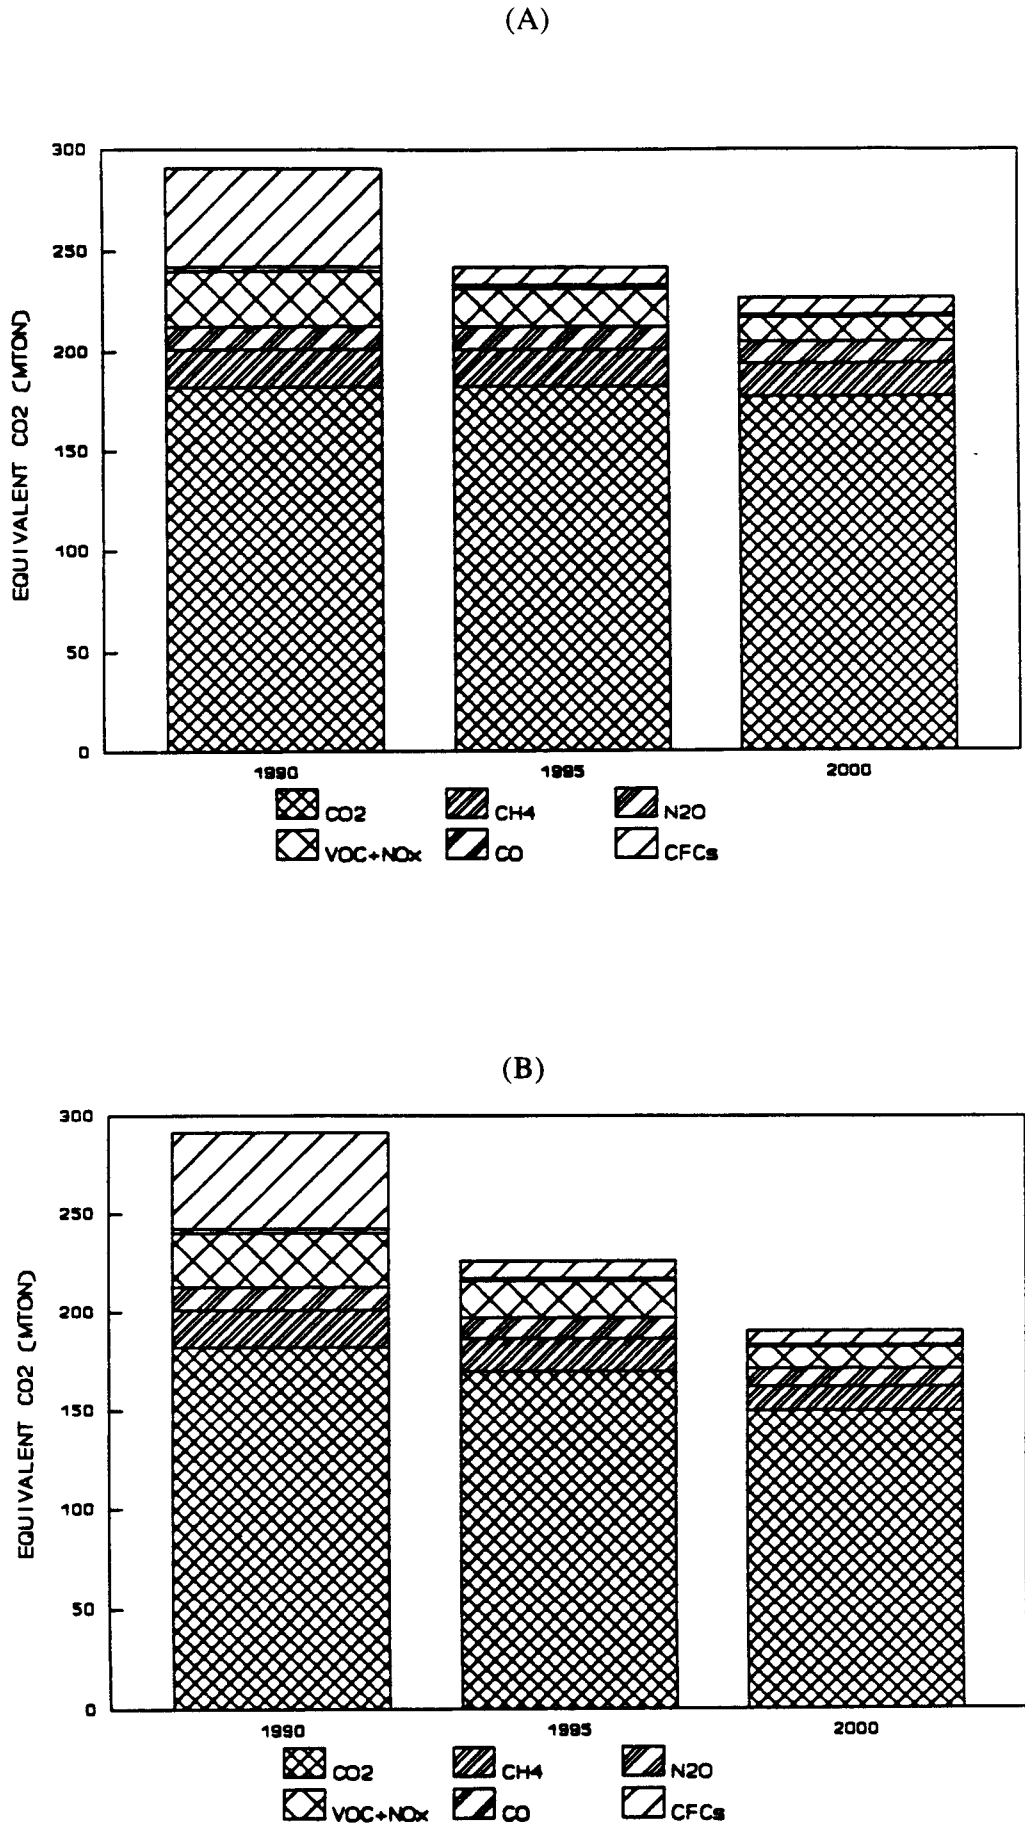 (A)
300
250
200
150
100
50
0
EQUIVALENT CO2 (MTON)
1990 1995 2000
CO2 CH4 N2O
VOC+NOx CO CFCs
(B)
300
250
200
150
100
50
0
EQUIVALENT CO2 (MTON)
1990 1995 2000
CO2 CH4 N2O
VOC+NOx CO CFCs